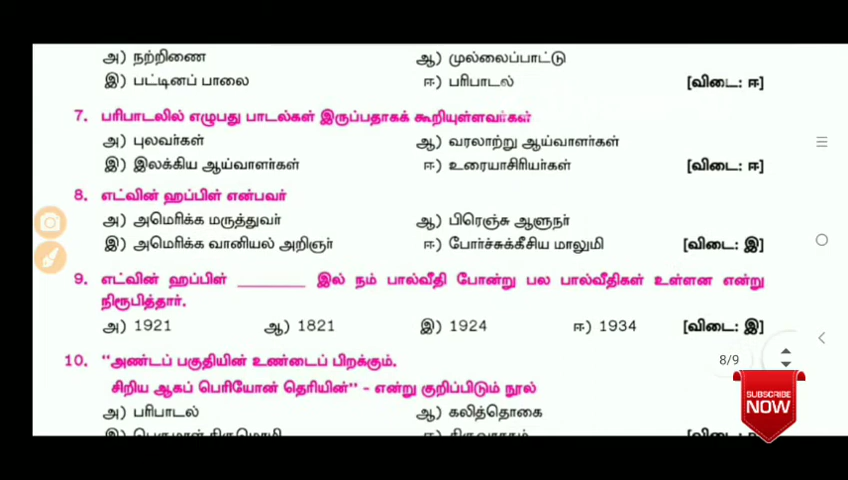 அ) நற்றிணை ஆ) முல்லைப்பாட்டு
இ) பட்டினப் பாலை ஈ) பரிபாடல் [விடை: ஈ]
7. பரிபாடலில் எழுபது பாடல்கள் இருப்பதாகக் கூறியுள்ளவர்கள்
அ) புலவர்கள் ஆ) வரலாற்று ஆய்வாளர்கள்
இ) இலக்கிய ஆய்வாளர்கள் ஈ) உரையாசிரியர்கள் [விடை: ஈ]
8. எட்வின் ஹப்பிள் என்பவர்
அ) அமெரிக்க மருத்துவர் ஆ) பிரெஞ்சு ஆளுநர்
இ) அமெரிக்க வானியல் அறிஞர் ஈ) போர்ச்சுக்கீசிய மாலுமி [விடை: இ]
9. எட்வின் ஹப்பிள் ________ இல் நம் பால்வீதி போன்று பல பால்வீதிகள் உள்ளன என்று
நிரூபித்தார்.
அ) 1921 ஆ) 1821 இ) 1924 ஈ) 1934 [விடை: இ]
10. "அண்டப் பகுதியின் உண்டைப் பிறக்கும்.
8/9
சிறிய ஆகப் பெரியோன் தெரியின்" - என்று குறிப்பிடும் நூல்
SUBSCRIBE
NOW
அ) பரிபாடல் ஆ) கலித்தொகை